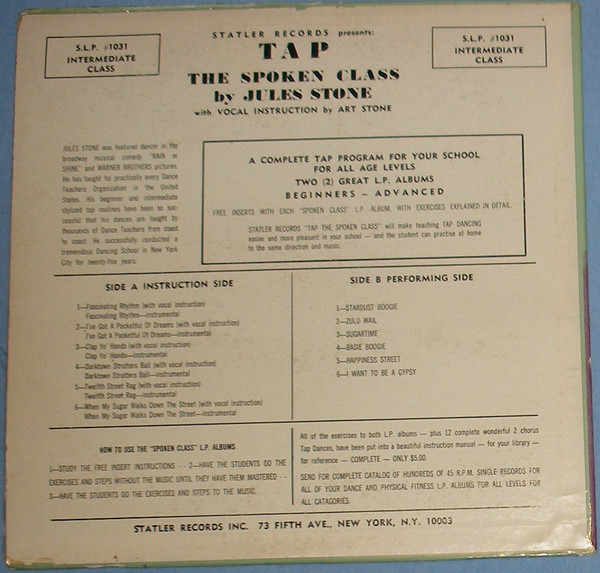 STATLER RECORDS presents:
S.L.P. #1031
INTERMEDIATE
CLASS
TAP
THE SPOKEN CLASS
by JULES STONE
with VOCAL INSTRUCTION by ART STONE
S.L.P. #1031
INTERMEDIATE
CLASS
JULES STONE was featured dancer in the
broadway musical comedy "RAIN or
SHINE" and WARNER BROTHERS pictures.
He has taught for practically every Dance
Teachers Organization in the United
States. His beginner and intermediate
stylized tap routines have been so suc-
cessful that his dances are taught by
thousands of Dance Teachers from coast
to coast. He successfully conducted a
tremendous Dancing School in New York
City for twenty-five years.
A COMPLETE TAP PROGRAM FOR YOUR SCHOOL
FOR ALL AGE LEVELS
TWO (2) GREAT L.P. ALBUMS
BEGINNERS – ADVANCED
FREE INSERTS WITH EACH "SPOKEN CLASS" L.P. ALBUM, WITH EXERCISES EXPLAINED IN DETAIL.
STATLER RECORDS "TAP THE SPOKEN CLASS" will make teaching TAP DANCING
easier and more pleasant in your school — and the student can practise at home
to the same direction and music.
SIDE A INSTRUCTION SIDE
1—Fascinating Rhythm (with vocal instruction)
Fascinating Rhythm—instrumental
2—I've Got A Pocketful Of Dreams (with vocal instruction)
I've Got A Pocketful Of Dreams—instrumental
3—Clap Yo' Hands (with vocal instruction)
Clap Yo' Hands—instrumental
4—Darktown Strutters Ball (with vocal instruction)
Darktown Strutters Ball—instrumental
5—Twelfth Street Rag (with vocal instruction)
Twelfth Street Rag—instrumental
6—When My Sugar Walks Down The Street (with vocal instruction)
When My Sugar Walks Down The Street—instrumental
SIDE B PERFORMING SIDE
1—STARDUST BOOGIE
2—ZULU WAIL
3—SUGARTIME
4—BASIE BOOGIE
5—HAPPINESS STREET
6—I WANT TO BE A GYPSY
HOW TO USE THE "SPOKEN CLASS" L.P. ALBUMS
1—STUDY THE FREE INSERT INSTRUCTIONS - - 2—HAVE THE STUDENTS DO THE
EXERCISES AND STEPS WITHOUT THE MUSIC UNTIL THEY HAVE THEM MASTERED - -
3—HAVE THE STUDENTS DO THE EXERCISES AND STEPS TO THE MUSIC.
All of the exercises to both L.P. albums — plus 12 complete wonderful 2 chorus
Tap Dances, have been put into a beautiful instruction manual — for your library —
for reference — COMPLETE — ONLY $5.00.
SEND FOR COMPLETE CATALOG OF HUNDREDS OF 45 R.P.M. SINGLE RECORDS FOR
ALL OF YOUR DANCE AND PHYSICAL FITNESS L.P. ALBUMS FOR ALL LEVELS FOR
ALL CATAGORIES.
STATLER RECORDS INC. 73 FIFTH AVE., NEW YORK, N.Y. 10003